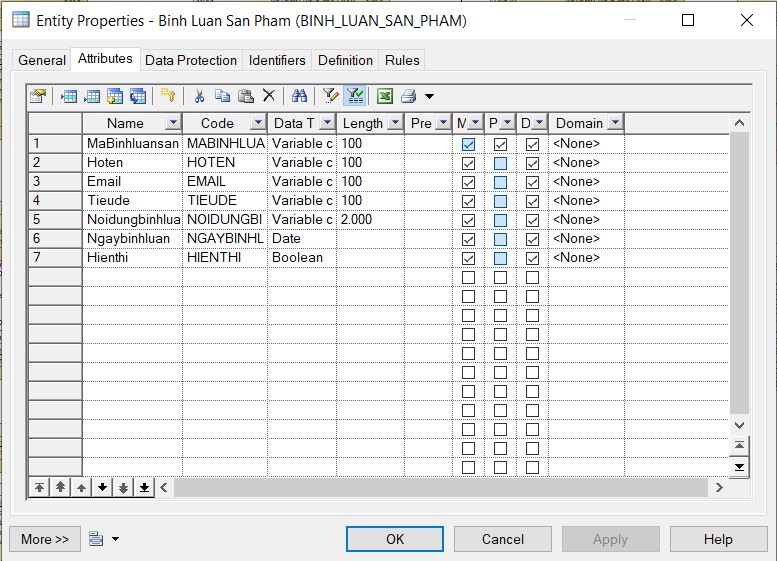 Entity Properties - Binh Luan San Pham (BINH_LUAN_SAN_PHAM)
General Attributes Data Protection Identifiers Definition Rules
Name Code Data T Length Pre M P D Domain
1 MaBinhluansan MABINHLUA Variable c 100 <None>
2 Hoten HOTEN Variable c 100 <None>
3 Email EMAIL Variable c 100 <None>
4 Tieude TIEUDE Variable c 100 <None>
5 Noidungbinhlua NOIDUNGBI Variable c 2.000 <None>
6 Ngaybinhluan NGAYBINHL Date <None>
7 Hienthi HIENTHI Boolean <None>
More >> OK Cancel Apply Help